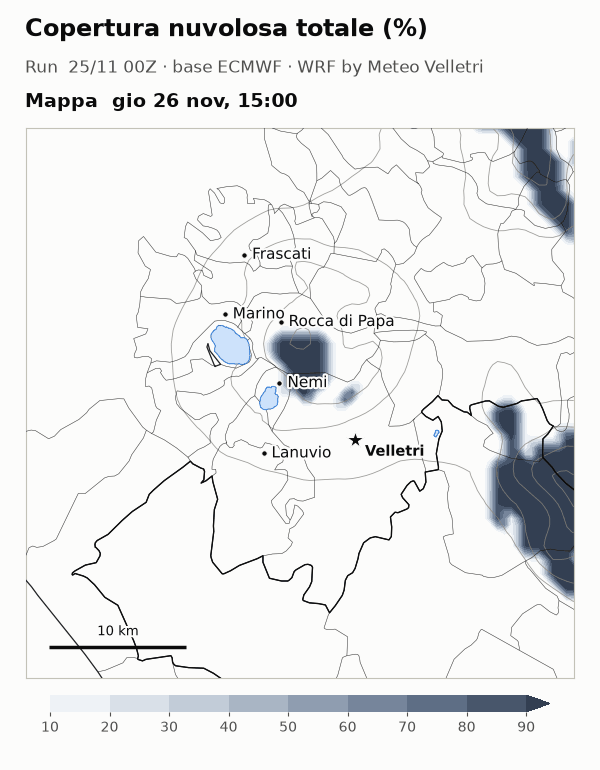 Copertura nuvolosa totale (%)
Run  25/11 00Z · base ECMWF · WRF by Meteo Velletri
Mappa  gio 26 nov, 15:00
Frascati
Marino
Rocca di Papa
Nemi
Velletri
Lanuvio
10 km
10 20 30 40 50 60 70 80 90